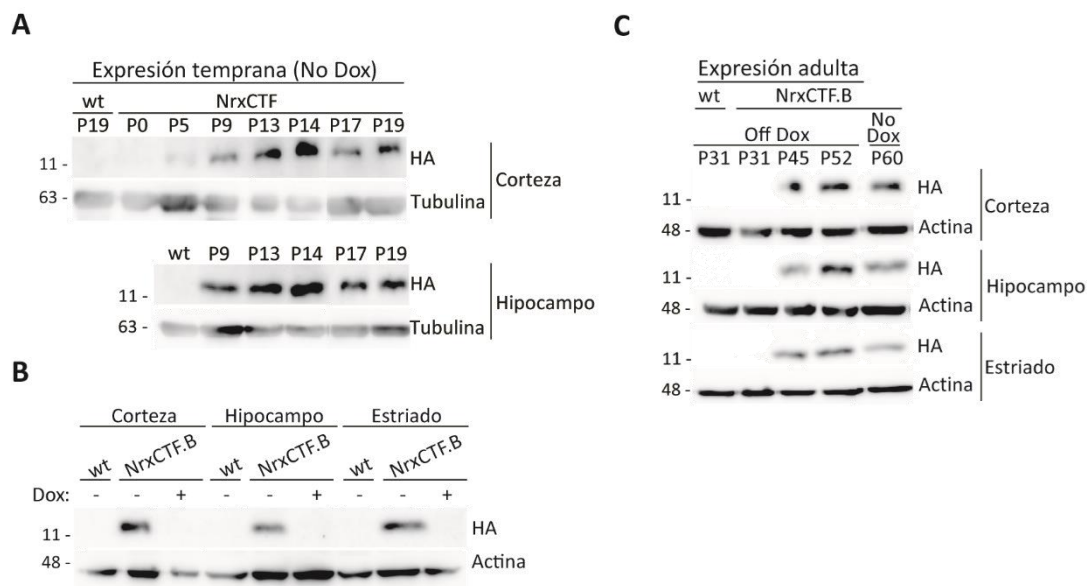 A
Expresión temprana (No Dox)
wt NrxCTF
P19 P0 P5 P9 P13 P14 P17 P19
11 - HA
63 - Tubulina
Corteza
wt P9 P13 P14 P17 P19
11 - HA
63 - Tubulina
Hipocampo
B
Corteza Hipocampo Estriado
wt NrxCTF.B wt NrxCTF.B wt NrxCTF.B
Dox: - - + - - + - - +
11 - HA
48 - Actina
C
Expresión adulta
wt NrxCTF.B
Off Dox No Dox
P31 P31 P45 P52 P60
11 - HA
48 - Actina
Corteza
11 - HA
48 - Actina
Hipocampo
11 - HA
48 - Actina
Estriado